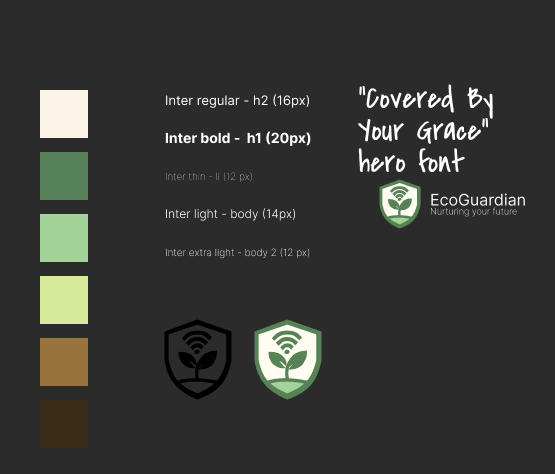 Inter regular - h2 (16px)
Inter bold - h1 (20px)
Inter thin - li (12 px)
Inter light - body (14px)
Inter extra light - body 2 (12 px)
"Covered By
Your Grace"
hero font
EcoGuardian
Nurturing your future